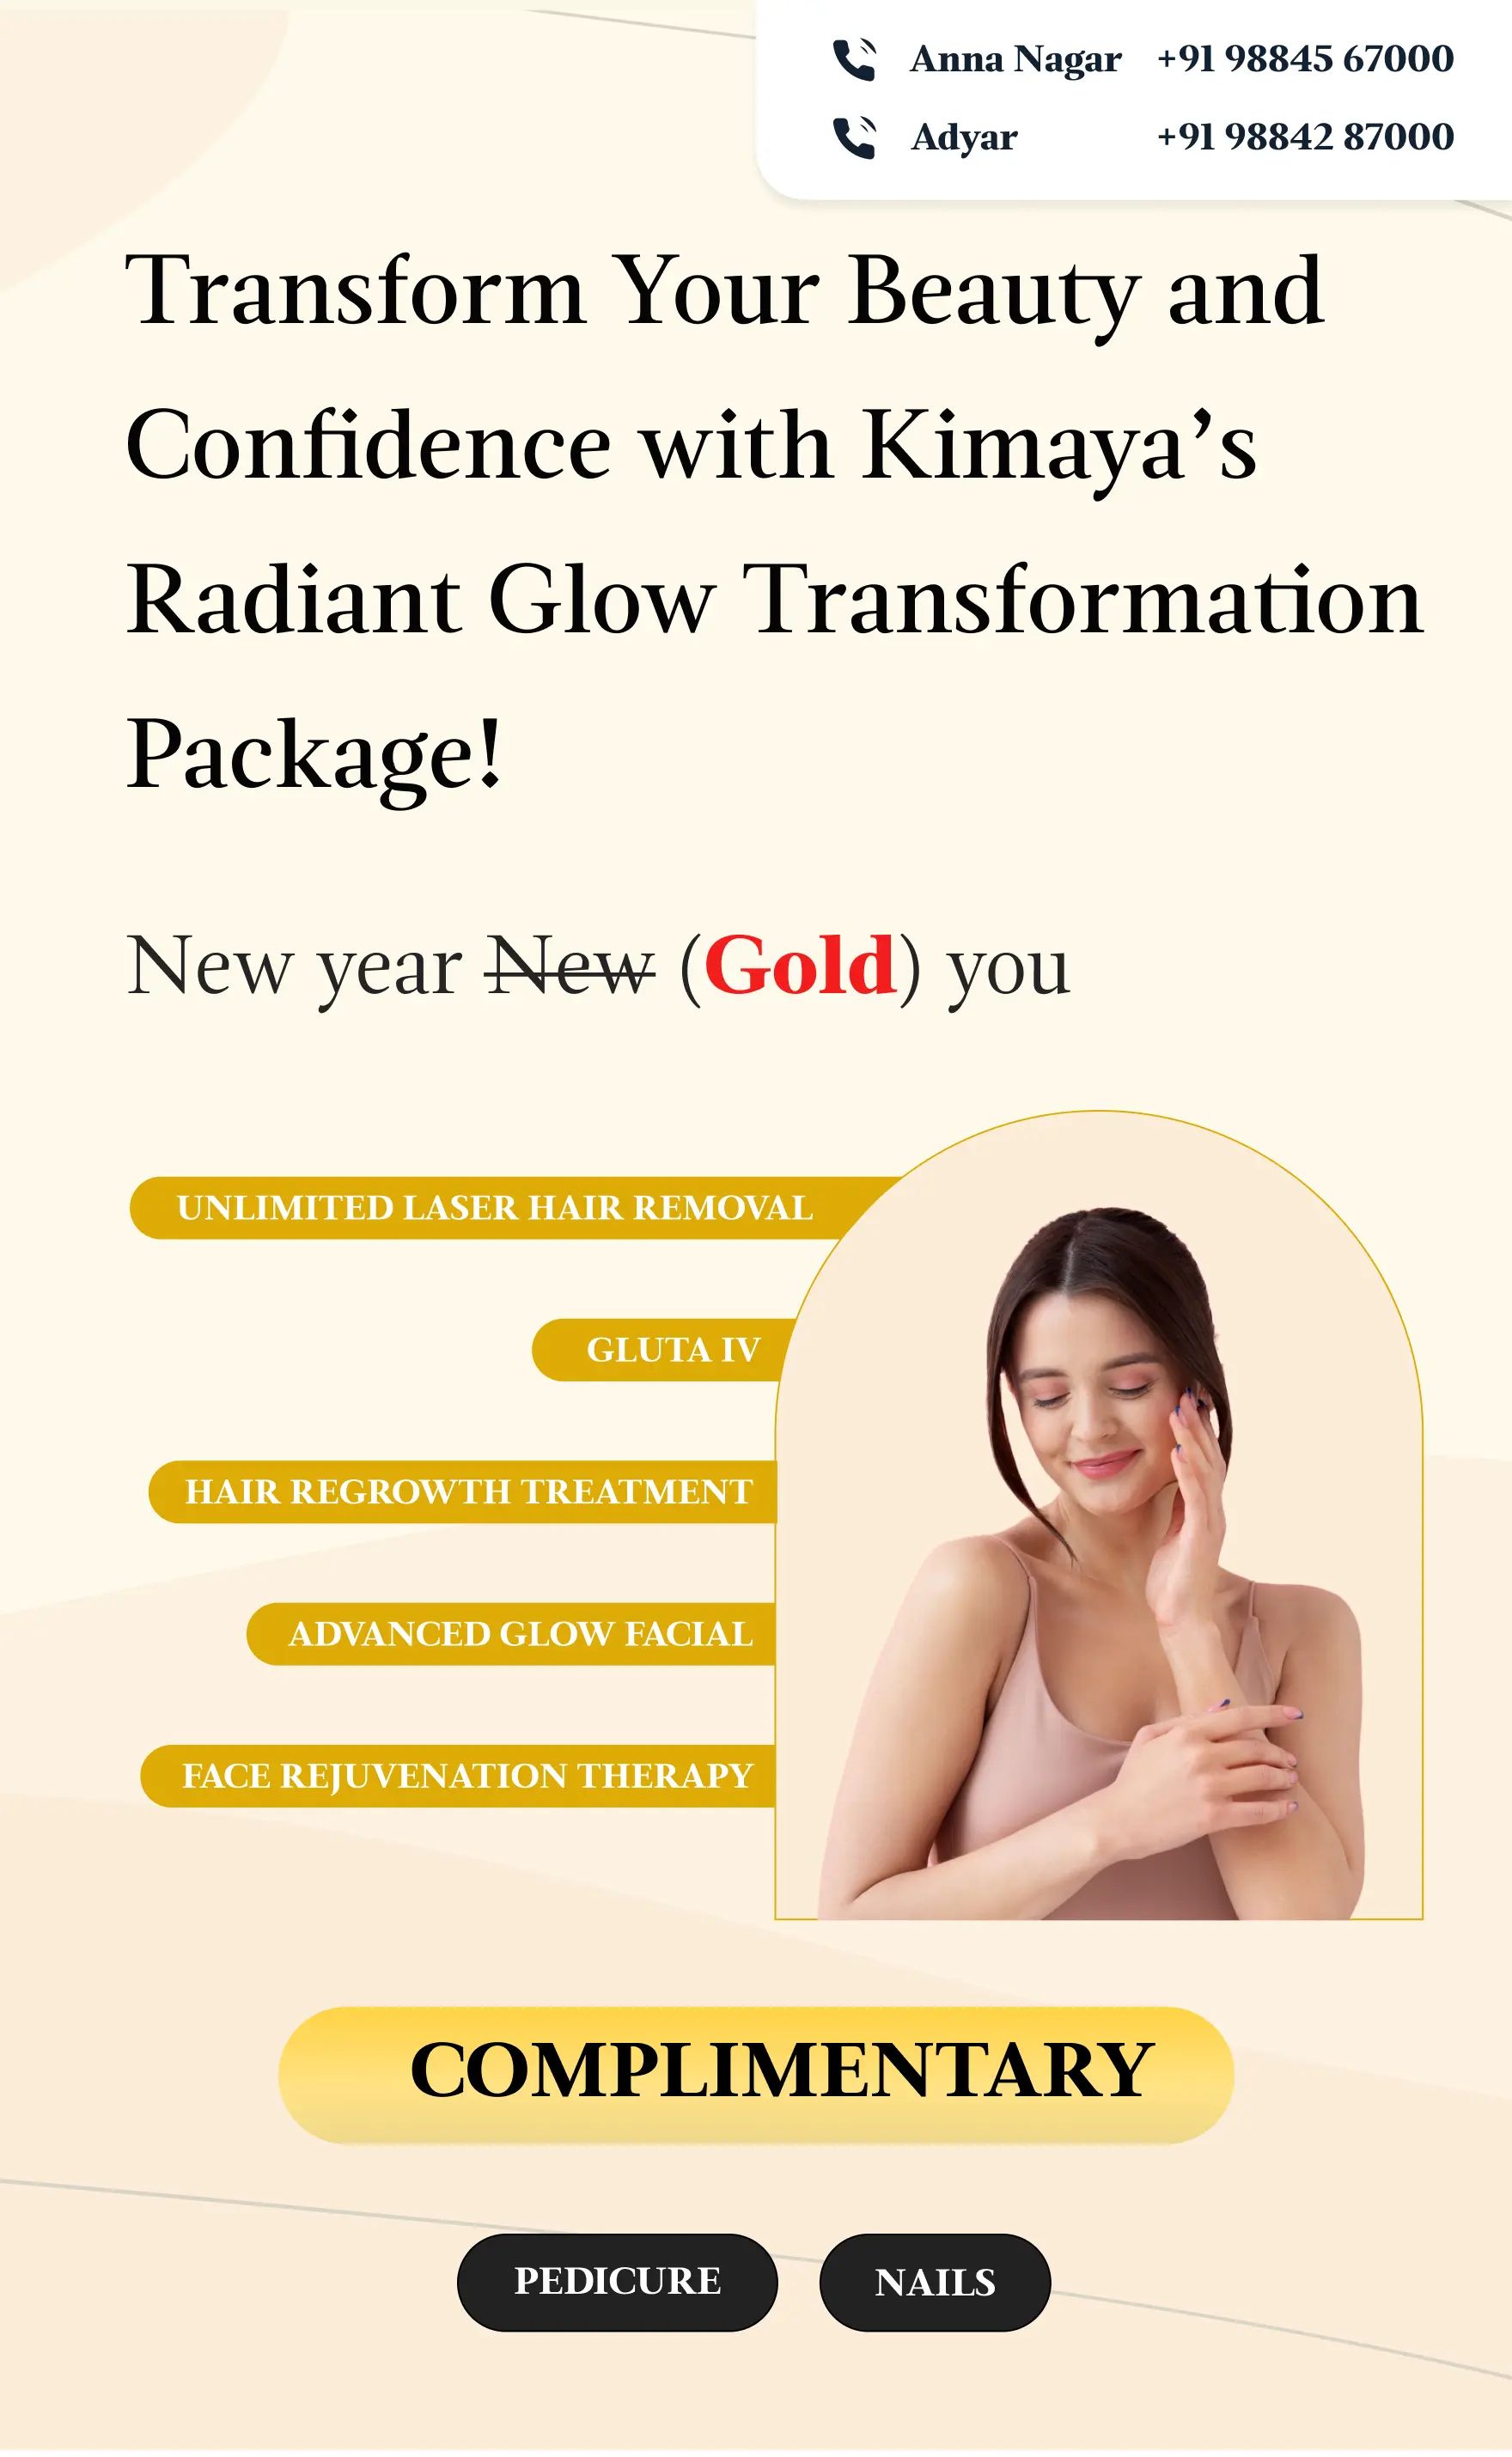 Anna Nagar +91 98845 67000
Adyar +91 98842 87000
Transform Your Beauty and
Confidence with Kimaya’s
Radiant Glow Transformation
Package!
New year New (Gold) you
UNLIMITED LASER HAIR REMOVAL
GLUTA IV
HAIR REGROWTH TREATMENT
ADVANCED GLOW FACIAL
FACE REJUVENATION THERAPY
COMPLIMENTARY
PEDICURE NAILS